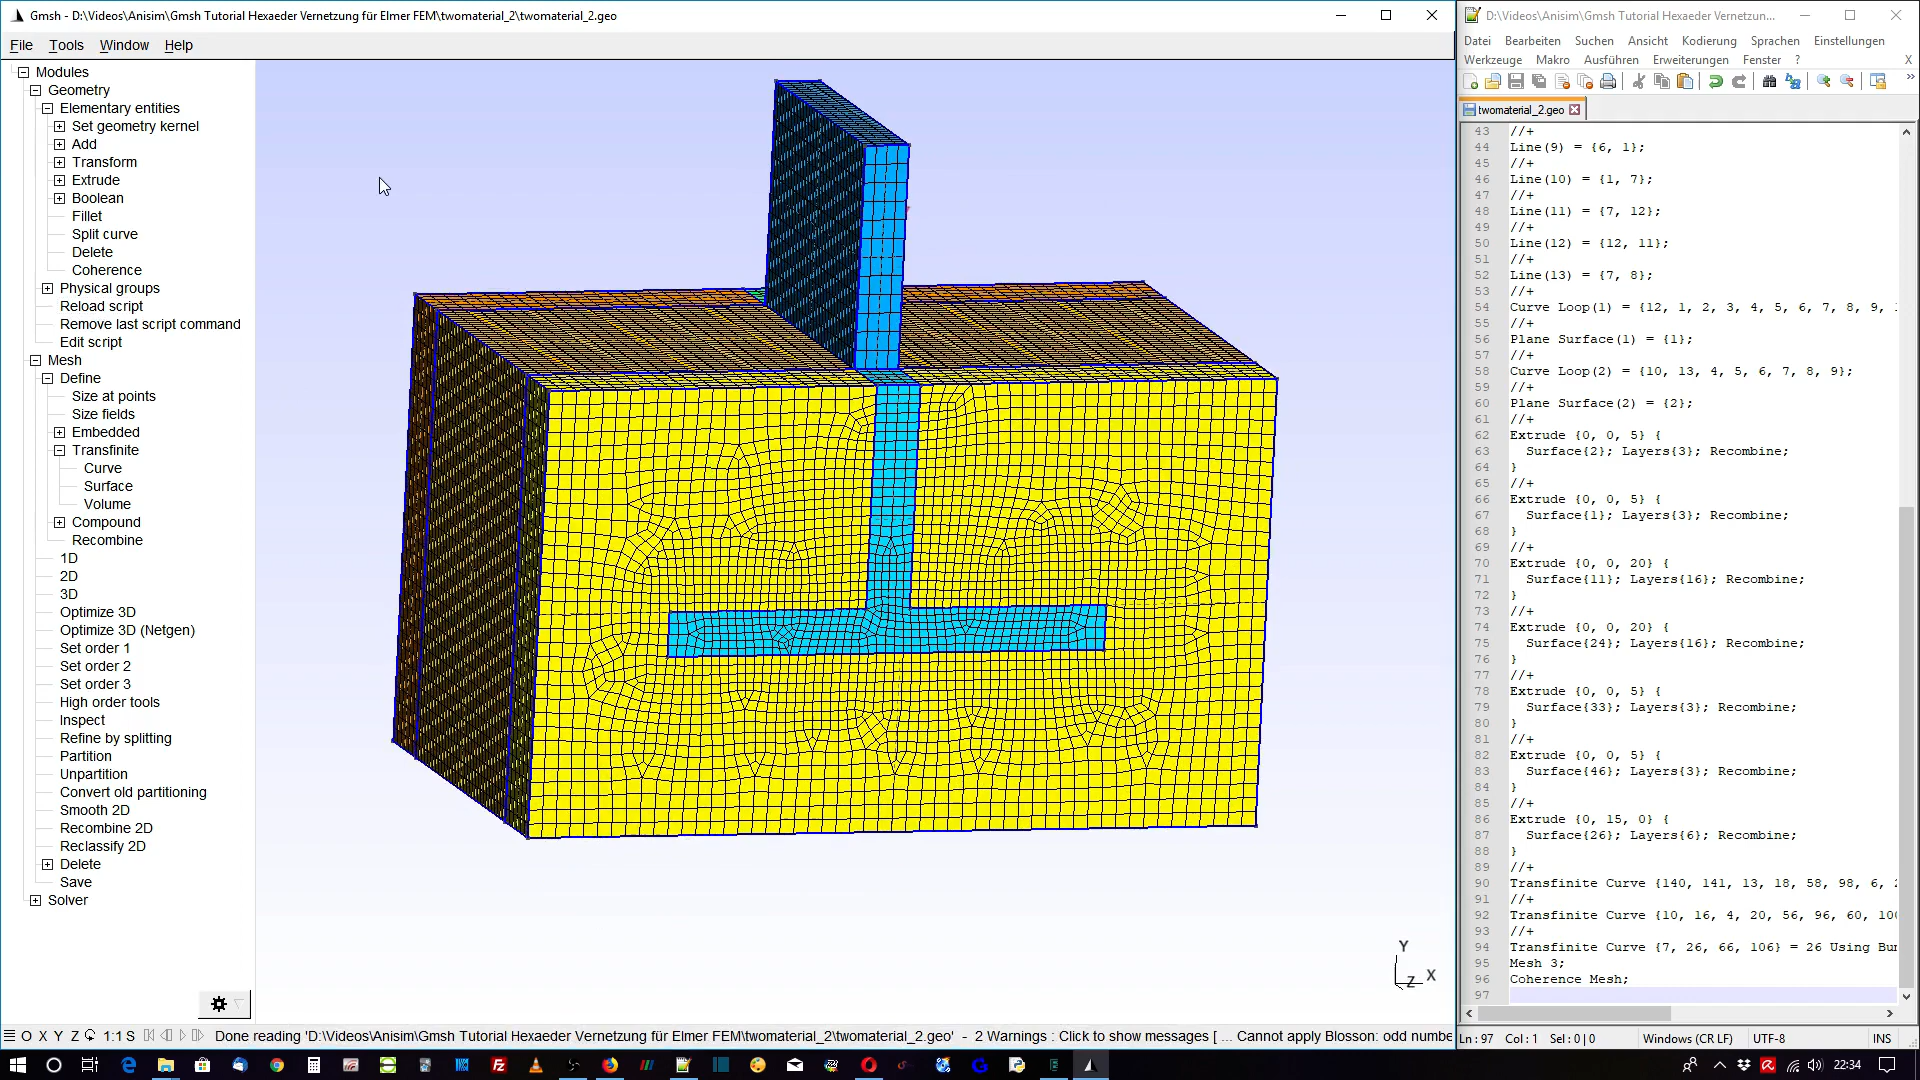 Gmsh - D:\Videos\Anisim\Gmsh Tutorial Hexaeder Vernetzung für Elmer FEM\twomaterial_2\twomaterial_2.geo
File Tools Window Help
Modules
Geometry
Elementary entities
Set geometry kernel
Add
Transform
Extrude
Boolean
Fillet
Split curve
Delete
Coherence
Physical groups
Reload script
Remove last script command
Edit script
Mesh
Define
Size at points
Size fields
Embedded
Transfinite
Curve
Surface
Volume
Compound
Recombine
1D
2D
3D
Optimize 3D
Optimize 3D (Netgen)
Set order 1
Set order 2
Set order 3
High order tools
Inspect
Refine by splitting
Partition
Unpartition
Convert old partitioning
Smooth 2D
Recombine 2D
Reclassify 2D
Delete
Save
Solver
Y
X
Z
O X Y Z 1:1 S Done reading 'D:\Videos\Anisim\Gmsh Tutorial Hexaeder Vernetzung für Elmer FEM\twomaterial_2\twomaterial_2.geo' - 2 Warnings : Click to show messages [ ... Cannot apply Blosson: odd numbe
D:\Videos\Anisim\Gmsh Tutorial Hexaeder Vernetzun...
Datei Bearbeiten Suchen Ansicht Kodierung Sprachen Einstellungen
Werkzeuge Makro Ausführen Erweiterungen Fenster ? X
twomaterial_2.geo
43 //+
44 Line(9) = {6, 1};
45 //+
46 Line(10) = {1, 7};
47 //+
48 Line(11) = {7, 12};
49 //+
50 Line(12) = {12, 11};
51 //+
52 Line(13) = {7, 8};
53 //+
54 Curve Loop(1) = {12, 1, 2, 3, 4, 5, 6, 7, 8, 9,
55 //+
56 Plane Surface(1) = {1};
57 //+
58 Curve Loop(2) = {10, 13, 4, 5, 6, 7, 8, 9};
59 //+
60 Plane Surface(2) = {2};
61 //+
62 Extrude {0, 0, 5} {
63 Surface{2}; Layers{3}; Recombine;
64 }
65 //+
66 Extrude {0, 0, 5} {
67 Surface{1}; Layers{3}; Recombine;
68 }
69 //+
70 Extrude {0, 0, 20} {
71 Surface{11}; Layers{16}; Recombine;
72 }
73 //+
74 Extrude {0, 0, 20} {
75 Surface{24}; Layers{16}; Recombine;
76 }
77 //+
78 Extrude {0, 0, 5} {
79 Surface{33}; Layers{3}; Recombine;
80 }
81 //+
82 Extrude {0, 0, 5} {
83 Surface{46}; Layers{3}; Recombine;
84 }
85 //+
86 Extrude {0, 15, 0} {
87 Surface{26}; Layers{6}; Recombine;
88 }
89 //+
90 Transfinite Curve {140, 141, 13, 18, 58, 98, 6,
91 //+
92 Transfinite Curve {10, 16, 4, 20, 56, 96, 60,
93 //+
94 Transfinite Curve {7, 26, 66, 106} = 26 Using
95 Mesh 3;
96 Coherence Mesh;
97
Ln : 97 Col : 1 Sel : 0 | 0 Windows (CR LF) UTF-8 INS
22:34